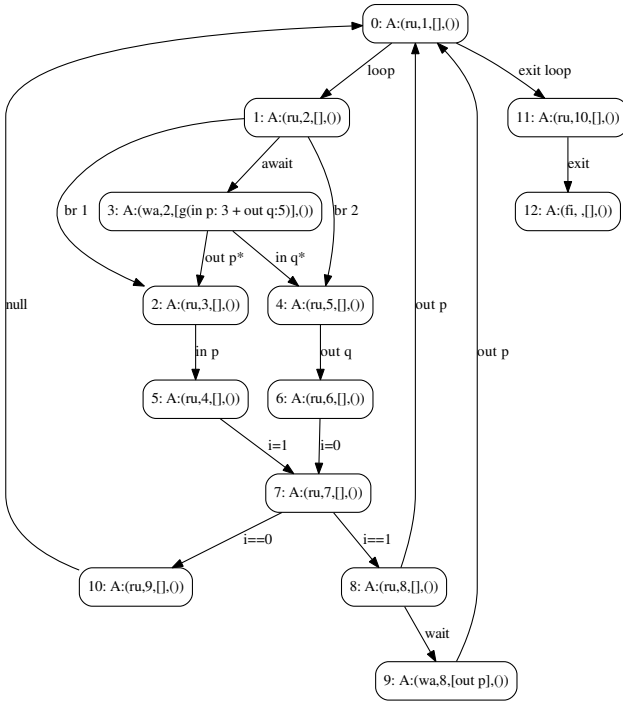 0: A:(ru,1,[],())
loop
exit loop
1: A:(ru,2,[],())
11: A:(ru,10,[],())
await
exit
br 1
3: A:(wa,2,[g(in p: 3 + out q:5)],())
br 2
12: A:(fi, ,[],())
out p*
in q*
null
2: A:(ru,3,[],())
4: A:(ru,5,[],())
out p
out p
in p
out q
5: A:(ru,4,[],())
6: A:(ru,6,[],())
i=1
i=0
7: A:(ru,7,[],())
i==0
i==1
10: A:(ru,9,[],())
8: A:(ru,8,[],())
wait
9: A:(wa,8,[out p],())